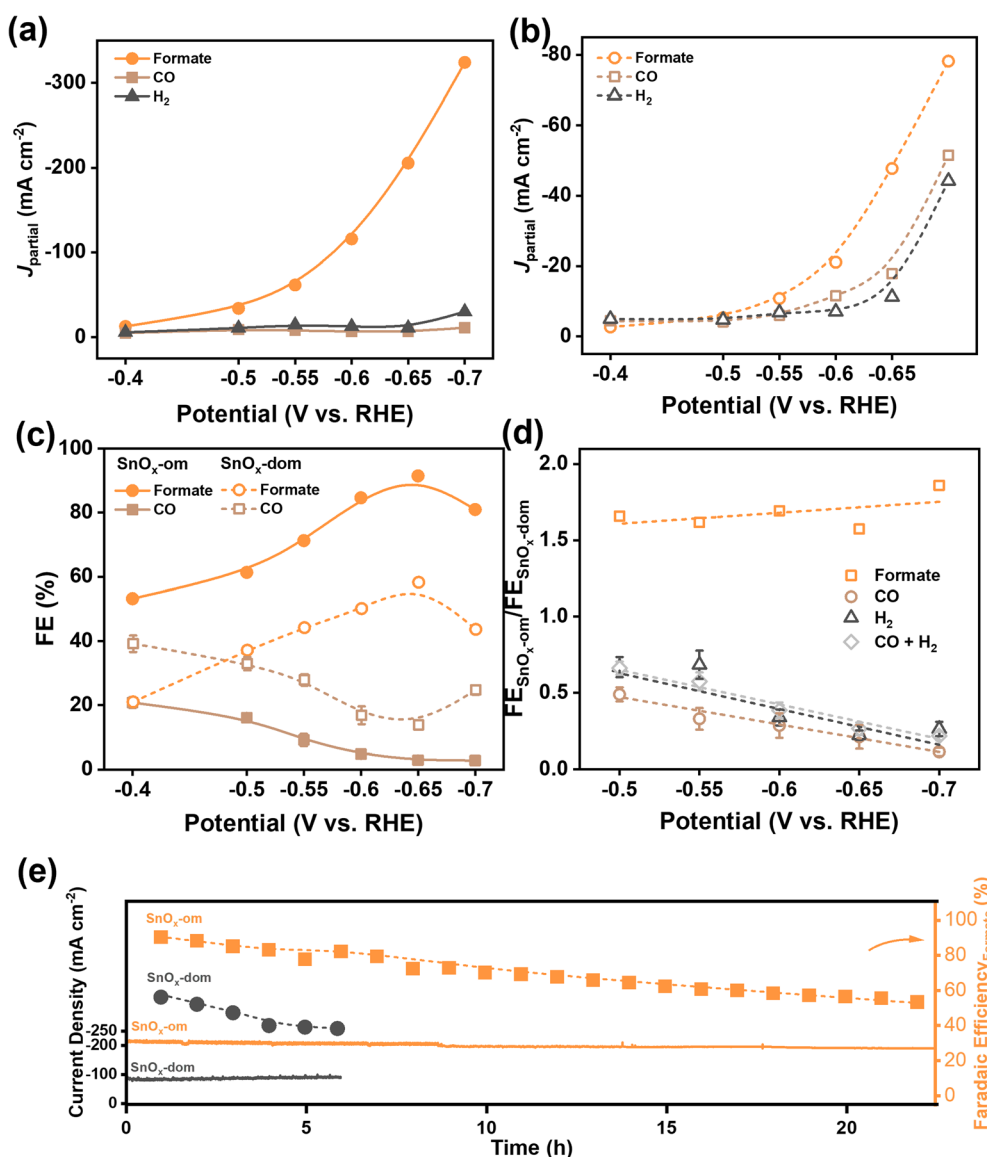 (a)
Formate
CO
H2
-300
-200
-100
0
Jpartial (mA cm-2)
-0.4 -0.5 -0.55 -0.6 -0.65 -0.7
Potential (V vs. RHE)
(b)
Formate
CO
H2
-80
-60
-40
-20
0
Jpartial (mA cm-2)
-0.4 -0.5 -0.55 -0.6 -0.65
Potential (V vs. RHE)
(c)
SnOx-om SnOx-dom
Formate Formate
CO CO
100
80
60
40
20
0
FE (%)
-0.4 -0.5 -0.55 -0.6 -0.65 -0.7
Potential (V vs. RHE)
(d)
2.0
1.5
1.0
0.5
0.0
FESnOx-om/FESnOx-dom
Formate
CO
H2
CO + H2
-0.5 -0.55 -0.6 -0.65 -0.7
Potential (V vs. RHE)
(e)
Current Density (mA cm-2)
-250
-200
-100
0
SnOx-om
SnOx-dom
SnOx-om
SnOx-dom
100
80
60
40
20
0
Faradaic EfficiencyFormate (%)
0 5 10 15 20
Time (h)